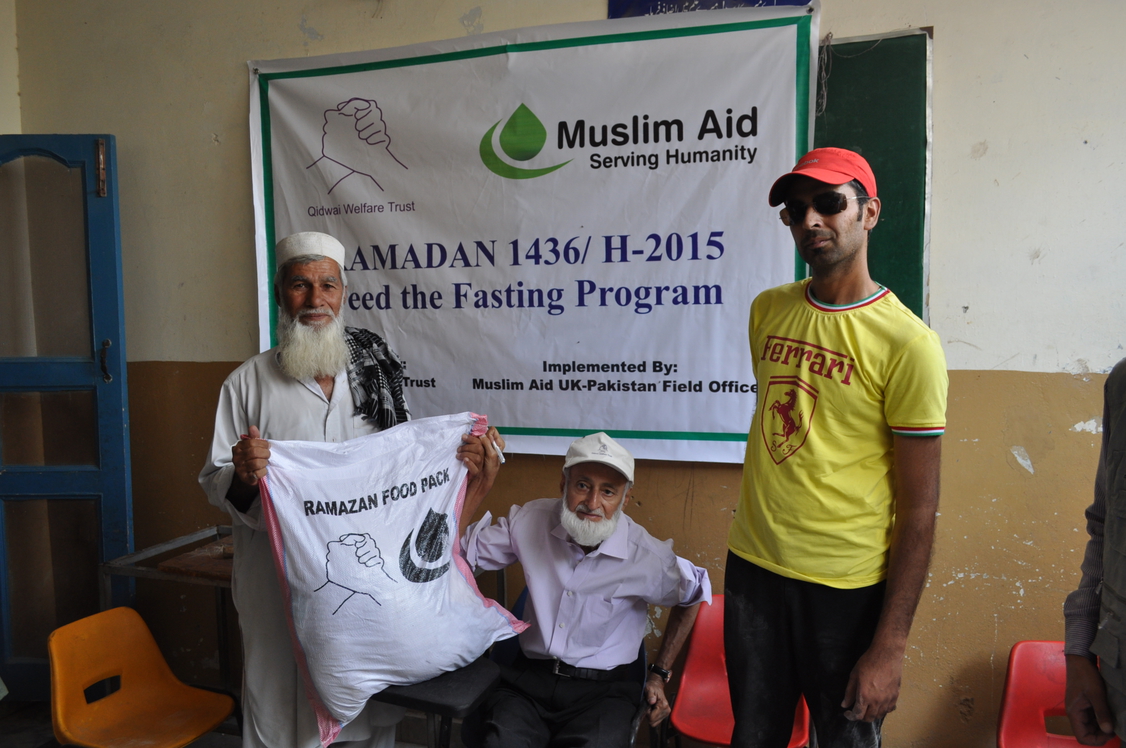 Qidwai Welfare Trust
Muslim Aid
Serving Humanity
AMADAN 1436/ H-2015
eed the Fasting Program
Trust
Implemented By:
Muslim Aid UK-Pakistan Field Office
RAMAZAN FOOD PACK
Ferrari
S F